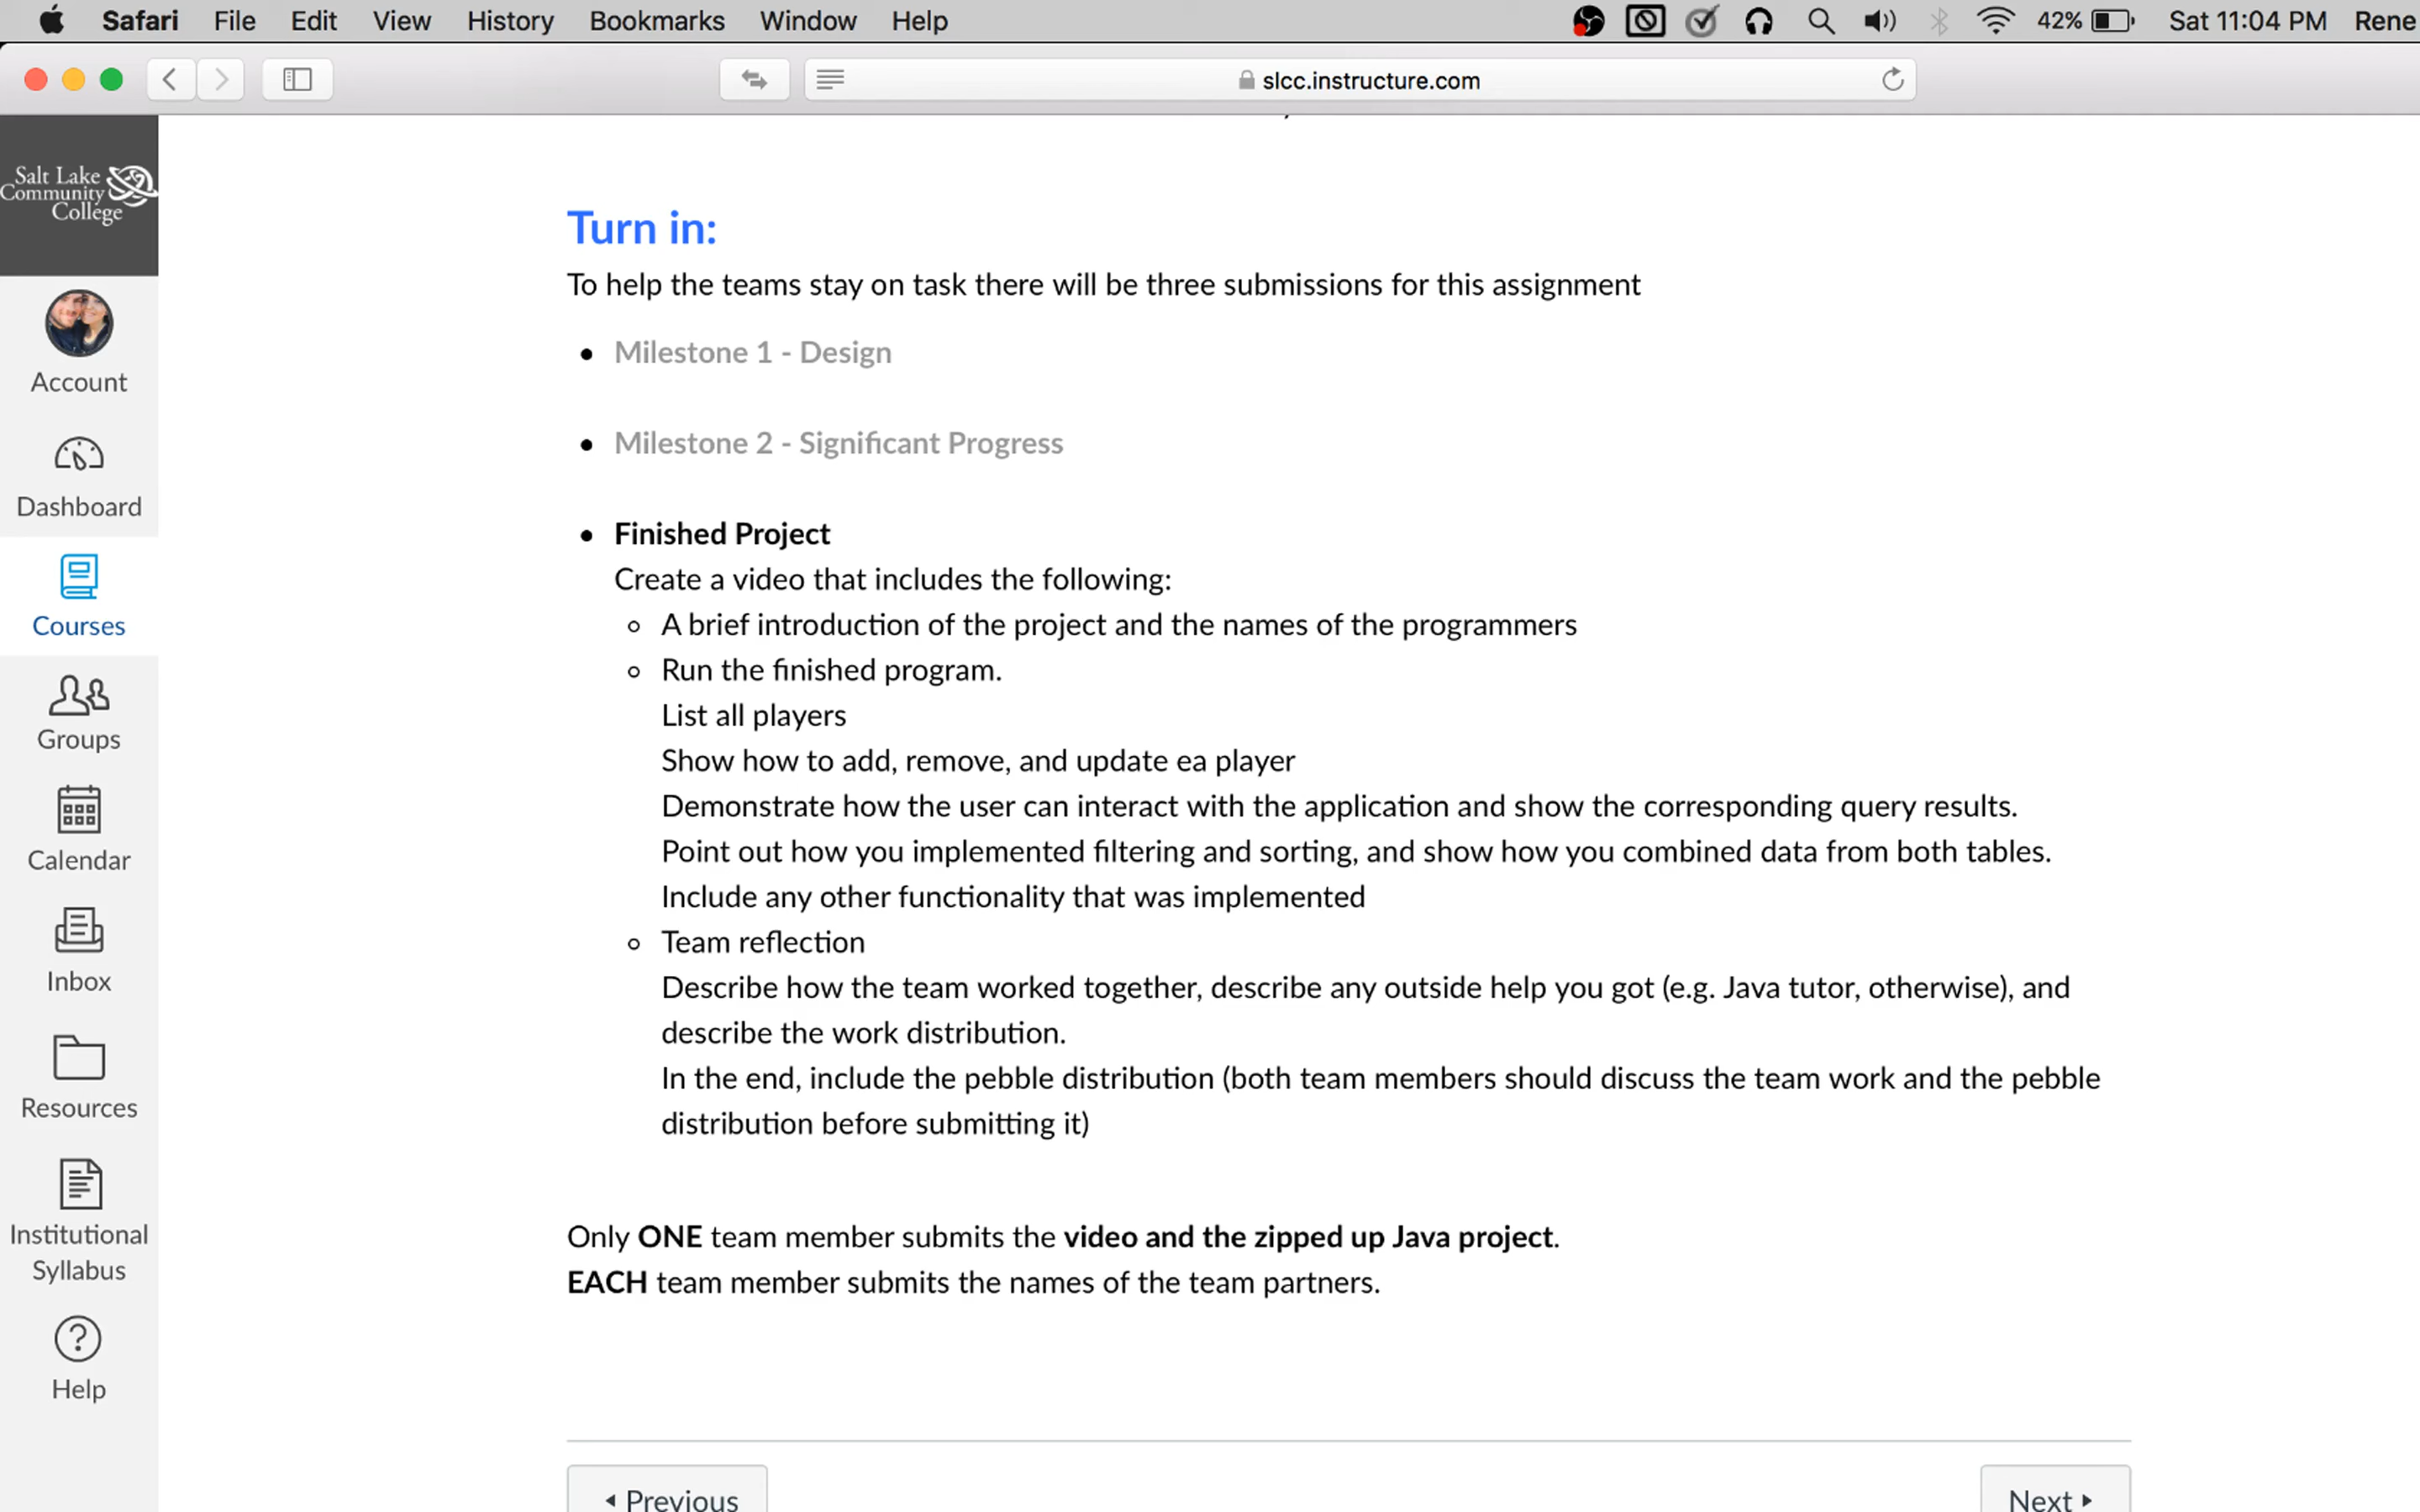 Safari File Edit View History Bookmarks Window Help 42% Sat 11:04 PM Rene
slcc.instructure.com
Salt Lake
Community
College
Account
Dashboard
Courses
Groups
Calendar
Inbox
Resources
Institutional
Syllabus
Help
Turn in:
To help the teams stay on task there will be three submissions for this assignment
• Milestone 1 - Design
• Milestone 2 - Significant Progress
• Finished Project
Create a video that includes the following:
◦ A brief introduction of the project and the names of the programmers
◦ Run the finished program.
List all players
Show how to add, remove, and update ea player
Demonstrate how the user can interact with the application and show the corresponding query results.
Point out how you implemented filtering and sorting, and show how you combined data from both tables.
Include any other functionality that was implemented
◦ Team reflection
Describe how the team worked together, describe any outside help you got (e.g. Java tutor, otherwise), and
describe the work distribution.
In the end, include the pebble distribution (both team members should discuss the team work and the pebble
distribution before submitting it)
Only ONE team member submits the video and the zipped up Java project.
EACH team member submits the names of the team partners.
Previous
Next